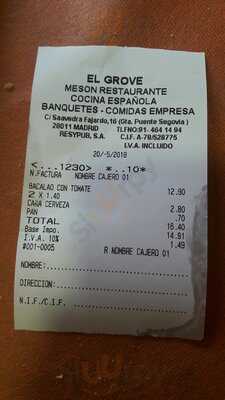 EL GROVE
MESON RESTAURANTE
COCINA ESPAÑOLA
BANQUETES - COMIDAS EMPRESA
C/ Saavedra Fajardo,16 (Gta. Puente Segovia)
28011 MADRID TLFNO:91- 464 14 94
RESYPUB, S.A. C.I.F. A-78/528775
I.V.A. INCLUIDO
20/-5/2018
<...1230> *..10*
N.FACTURA NOMBRE CAJERO 01
BACALAO CON TOMATE 12.90
2 X 1.40
CAÑA CERVEZA 2.80
PAN .70
TOTAL 16.40
Base Impo. 14.91
I.V.A. 10% 1.49
#001-0005 R NOMBRE CAJERO 01
NOMBRE:
DIRECCION:
N.I.F./C.I.F.